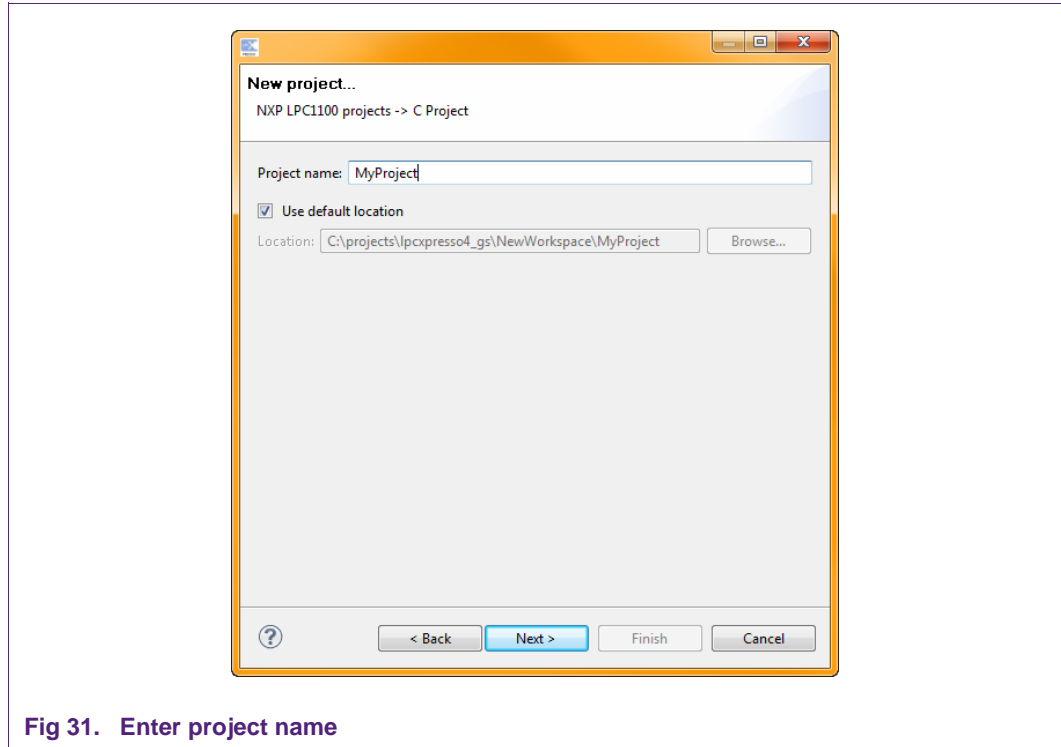 New project...
NXP LPC1100 projects -> C Project
Project name: MyProject
Use default location
Location: C:\projects\lpcxpresso4_gs\NewWorkspace\MyProject Browse...
? < Back Next > Finish Cancel
Fig 31. Enter project name